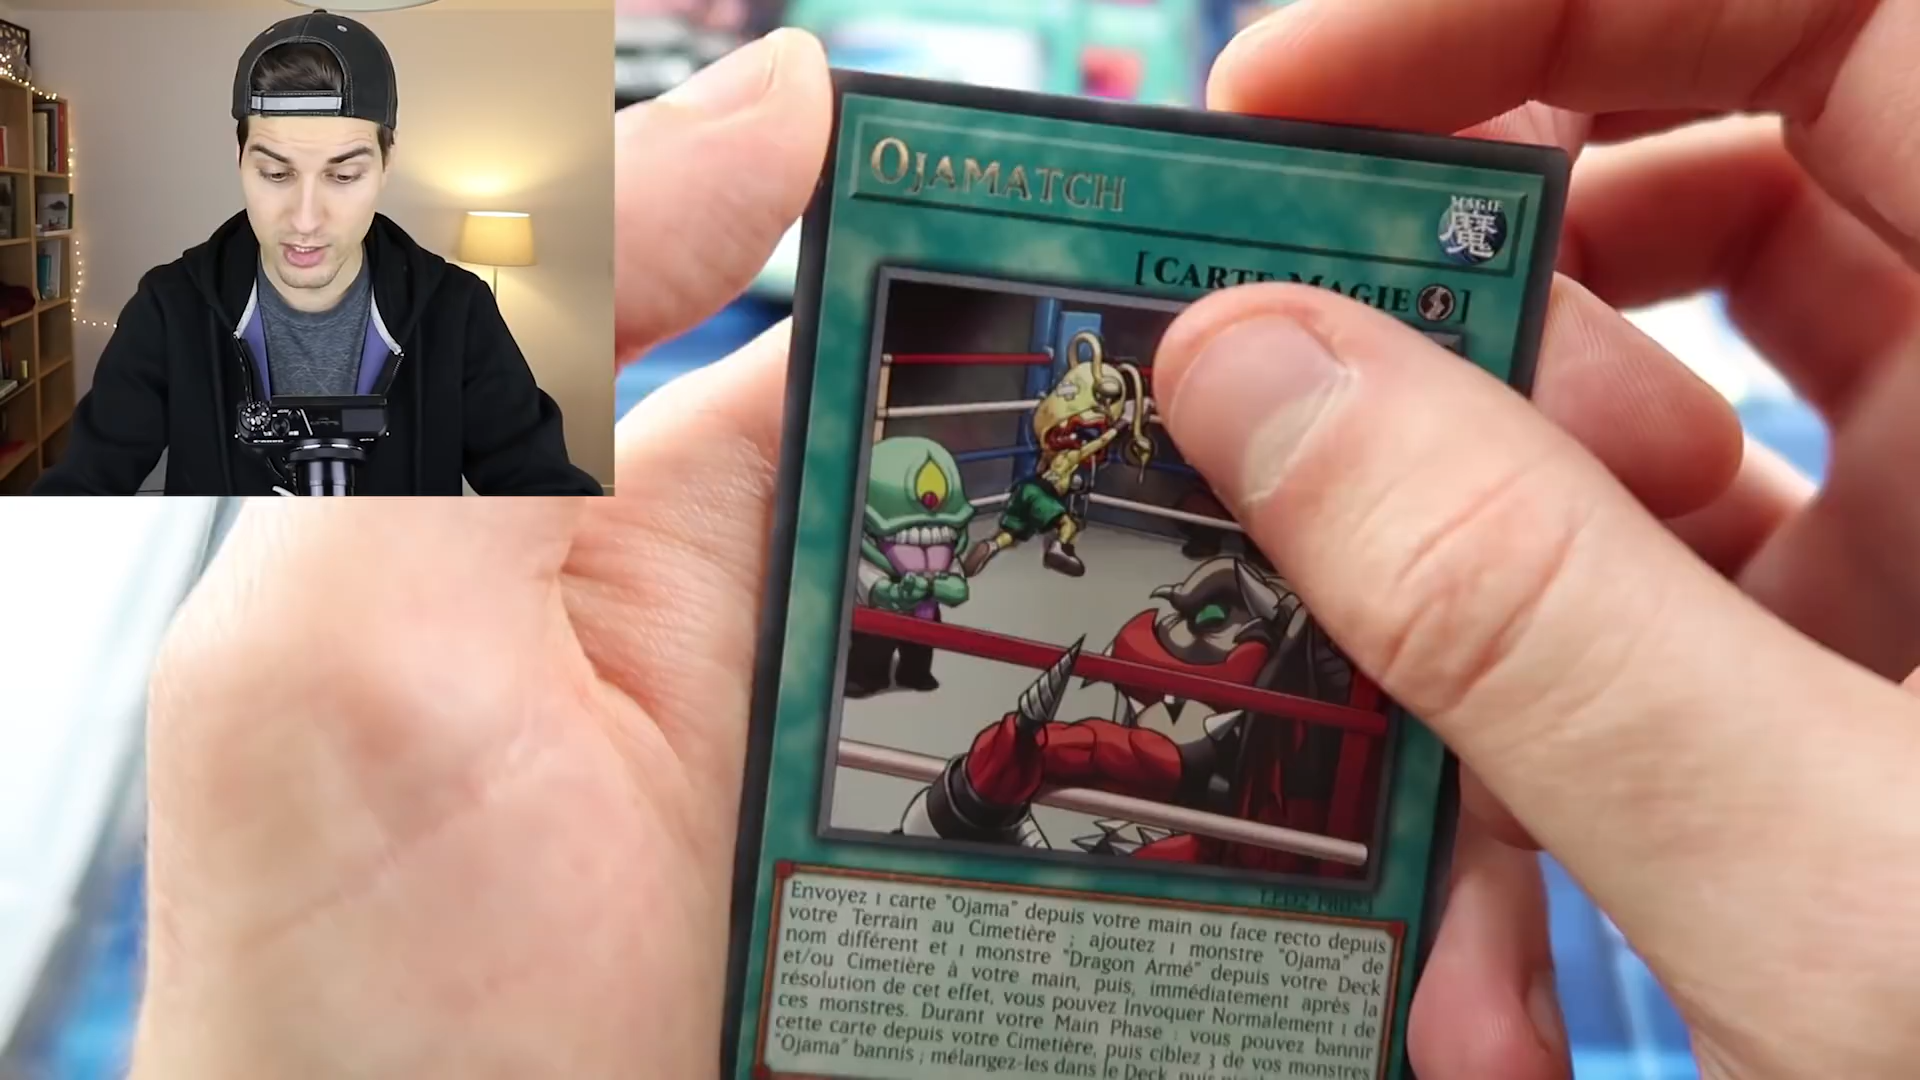 OJAMATCH
MAGIE
魔
[CARTE MAGIE ]
Envoyez 1 carte "Ojama" depuis votre main ou face recto depuis
votre Terrain au Cimetière ; ajoutez 1 monstre "Ojama" de
nom différent et 1 monstre "Dragon Armé" depuis votre Deck
et/ou Cimetière à votre main, puis, immédiatement après la
résolution de cet effet, vous pouvez Invoquer Normalement 1 de
ces monstres. Durant votre Main Phase : vous pouvez bannir
cette carte depuis votre Cimetière, puis ciblez 3 de vos monstres
"Ojama" bannis ; mélangez-les dans le Deck, puis